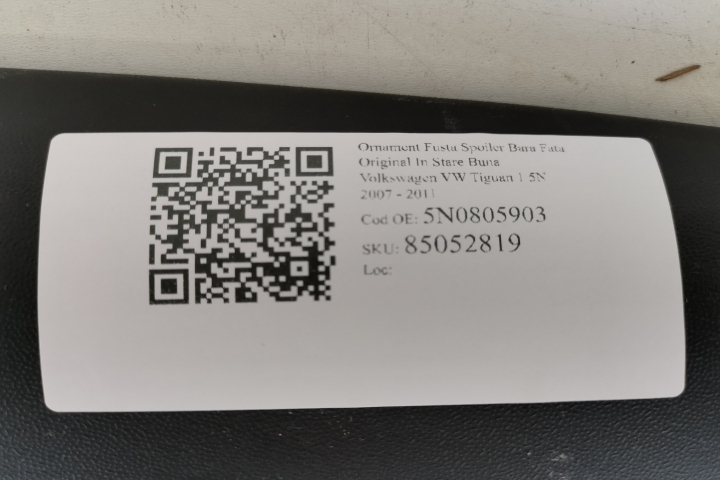 Ornament Fusta Spoiler Bara Fata
Original In Stare Buna
Volkswagen VW Tiguan 1 5N
2007 - 2011
Cod OE: 5N0805903
SKU: 85052819
Loc: